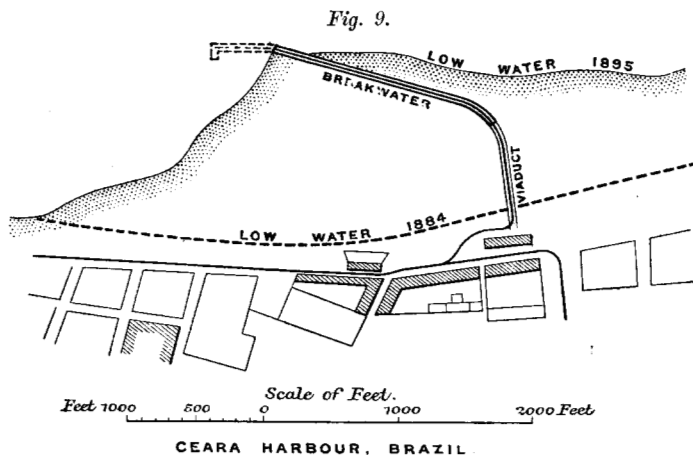 Fig. 9.
LOW WATER 1895
BREAKWATER
VIADUCT
LOW WATER 1884
Scale of Feet.
Feet 1000 500 0 1000 2000 Feet
CEARA HARBOUR, BRAZIL